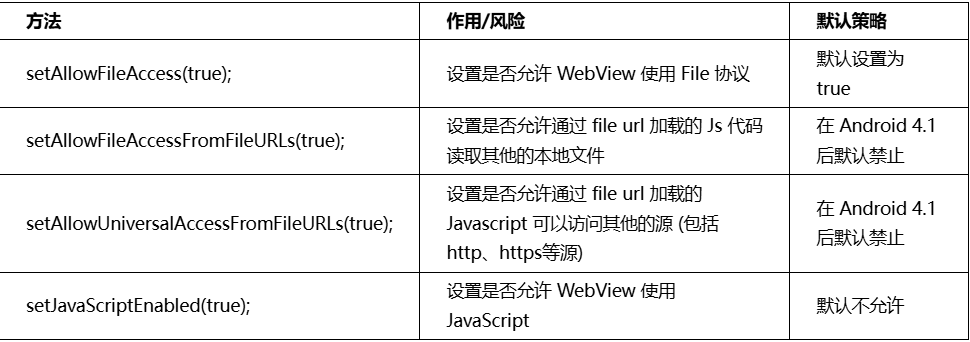 方法
作用/风险
默认策略
setAllowFileAccess(true);
设置是否允许 WebView 使用 File 协议
默认设置为
true
setAllowFileAccessFromFileURLs(true);
设置是否允许通过 file url 加载的 Js 代码
读取其他的本地文件
在 Android 4.1
后默认禁止
setAllowUniversalAccessFromFileURLs(true);
设置是否允许通过 file url 加载的
Javascript 可以访问其他的源 (包括
http、https等源)
在 Android 4.1
后默认禁止
setJavaScriptEnabled(true);
设置是否允许 WebView 使用
JavaScript
默认不允许